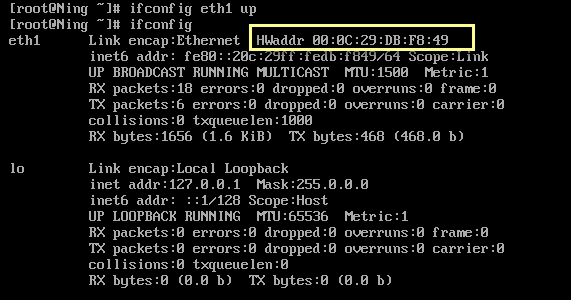 [root@Ning ~]# ifconfig eth1 up
[root@Ning ~]# ifconfig
eth1 Link encap:Ethernet HWaddr 00:0C:29:DB:F8:49
inet6 addr: fe80::20c:29ff:fedb:f849/64 Scope:Link
UP BROADCAST RUNNING MULTICAST MTU:1500 Metric:1
RX packets:18 errors:0 dropped:0 overruns:0 frame:0
TX packets:6 errors:0 dropped:0 overruns:0 carrier:0
collisions:0 txqueuelen:1000
RX bytes:1656 (1.6 KiB) TX bytes:468 (468.0 b)
lo Link encap:Local Loopback
inet addr:127.0.0.1 Mask:255.0.0.0
inet6 addr: ::1/128 Scope:Host
UP LOOPBACK RUNNING MTU:65536 Metric:1
RX packets:0 errors:0 dropped:0 overruns:0 frame:0
TX packets:0 errors:0 dropped:0 overruns:0 carrier:0
collisions:0 txqueuelen:0
RX bytes:0 (0.0 b) TX bytes:0 (0.0 b)